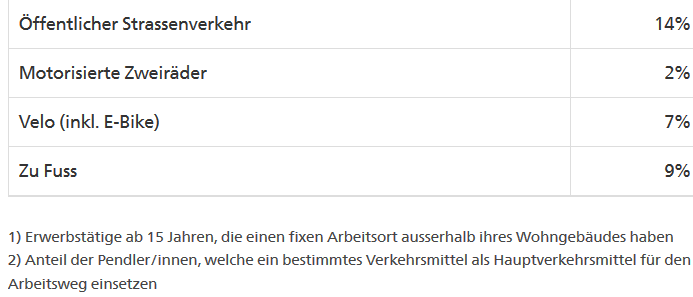 Öffentlicher Strassenverkehr 14%
Motorisierte Zweiräder 2%
Velo (inkl. E-Bike) 7%
Zu Fuss 9%
1) Erwerbstätige ab 15 Jahren, die einen fixen Arbeitsort ausserhalb ihres Wohngebäudes haben
2) Anteil der Pendler/innen, welche ein bestimmtes Verkehrsmittel als Hauptverkehrsmittel für den
Arbeitsweg einsetzen